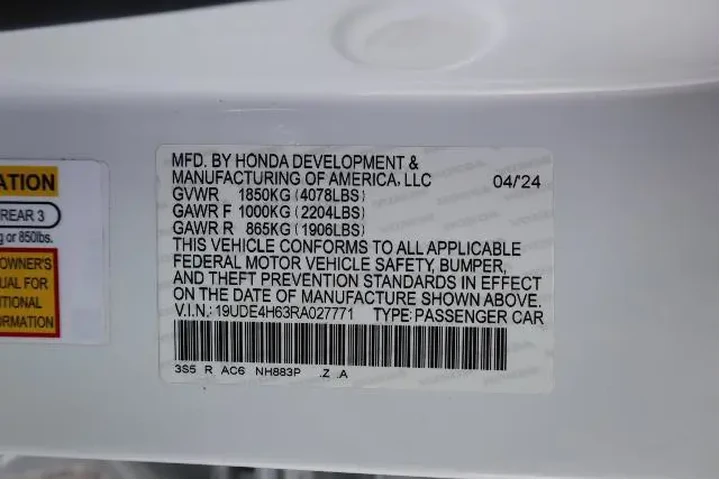 ATION
REAR 3
g or 850lbs.
OWNER'S
UAL FOR
ITIONAL
ORMATION
MFD. BY HONDA DEVELOPMENT &
MANUFACTURING OF AMERICA, LLC 04/'24
GVWR 1850KG (4078LBS)
GAWR F 1000KG (2204LBS)
GAWR R 865KG (1906LBS)
THIS VEHICLE CONFORMS TO ALL APPLICABLE
FEDERAL MOTOR VEHICLE SAFETY, BUMPER,
AND THEFT PREVENTION STANDARDS IN EFFECT
ON THE DATE OF MANUFACTURE SHOWN ABOVE.
V.I.N.: 19UDE4H63RA027771 TYPE: PASSENGER CAR
3S5 R AC6 NH883P .Z .A